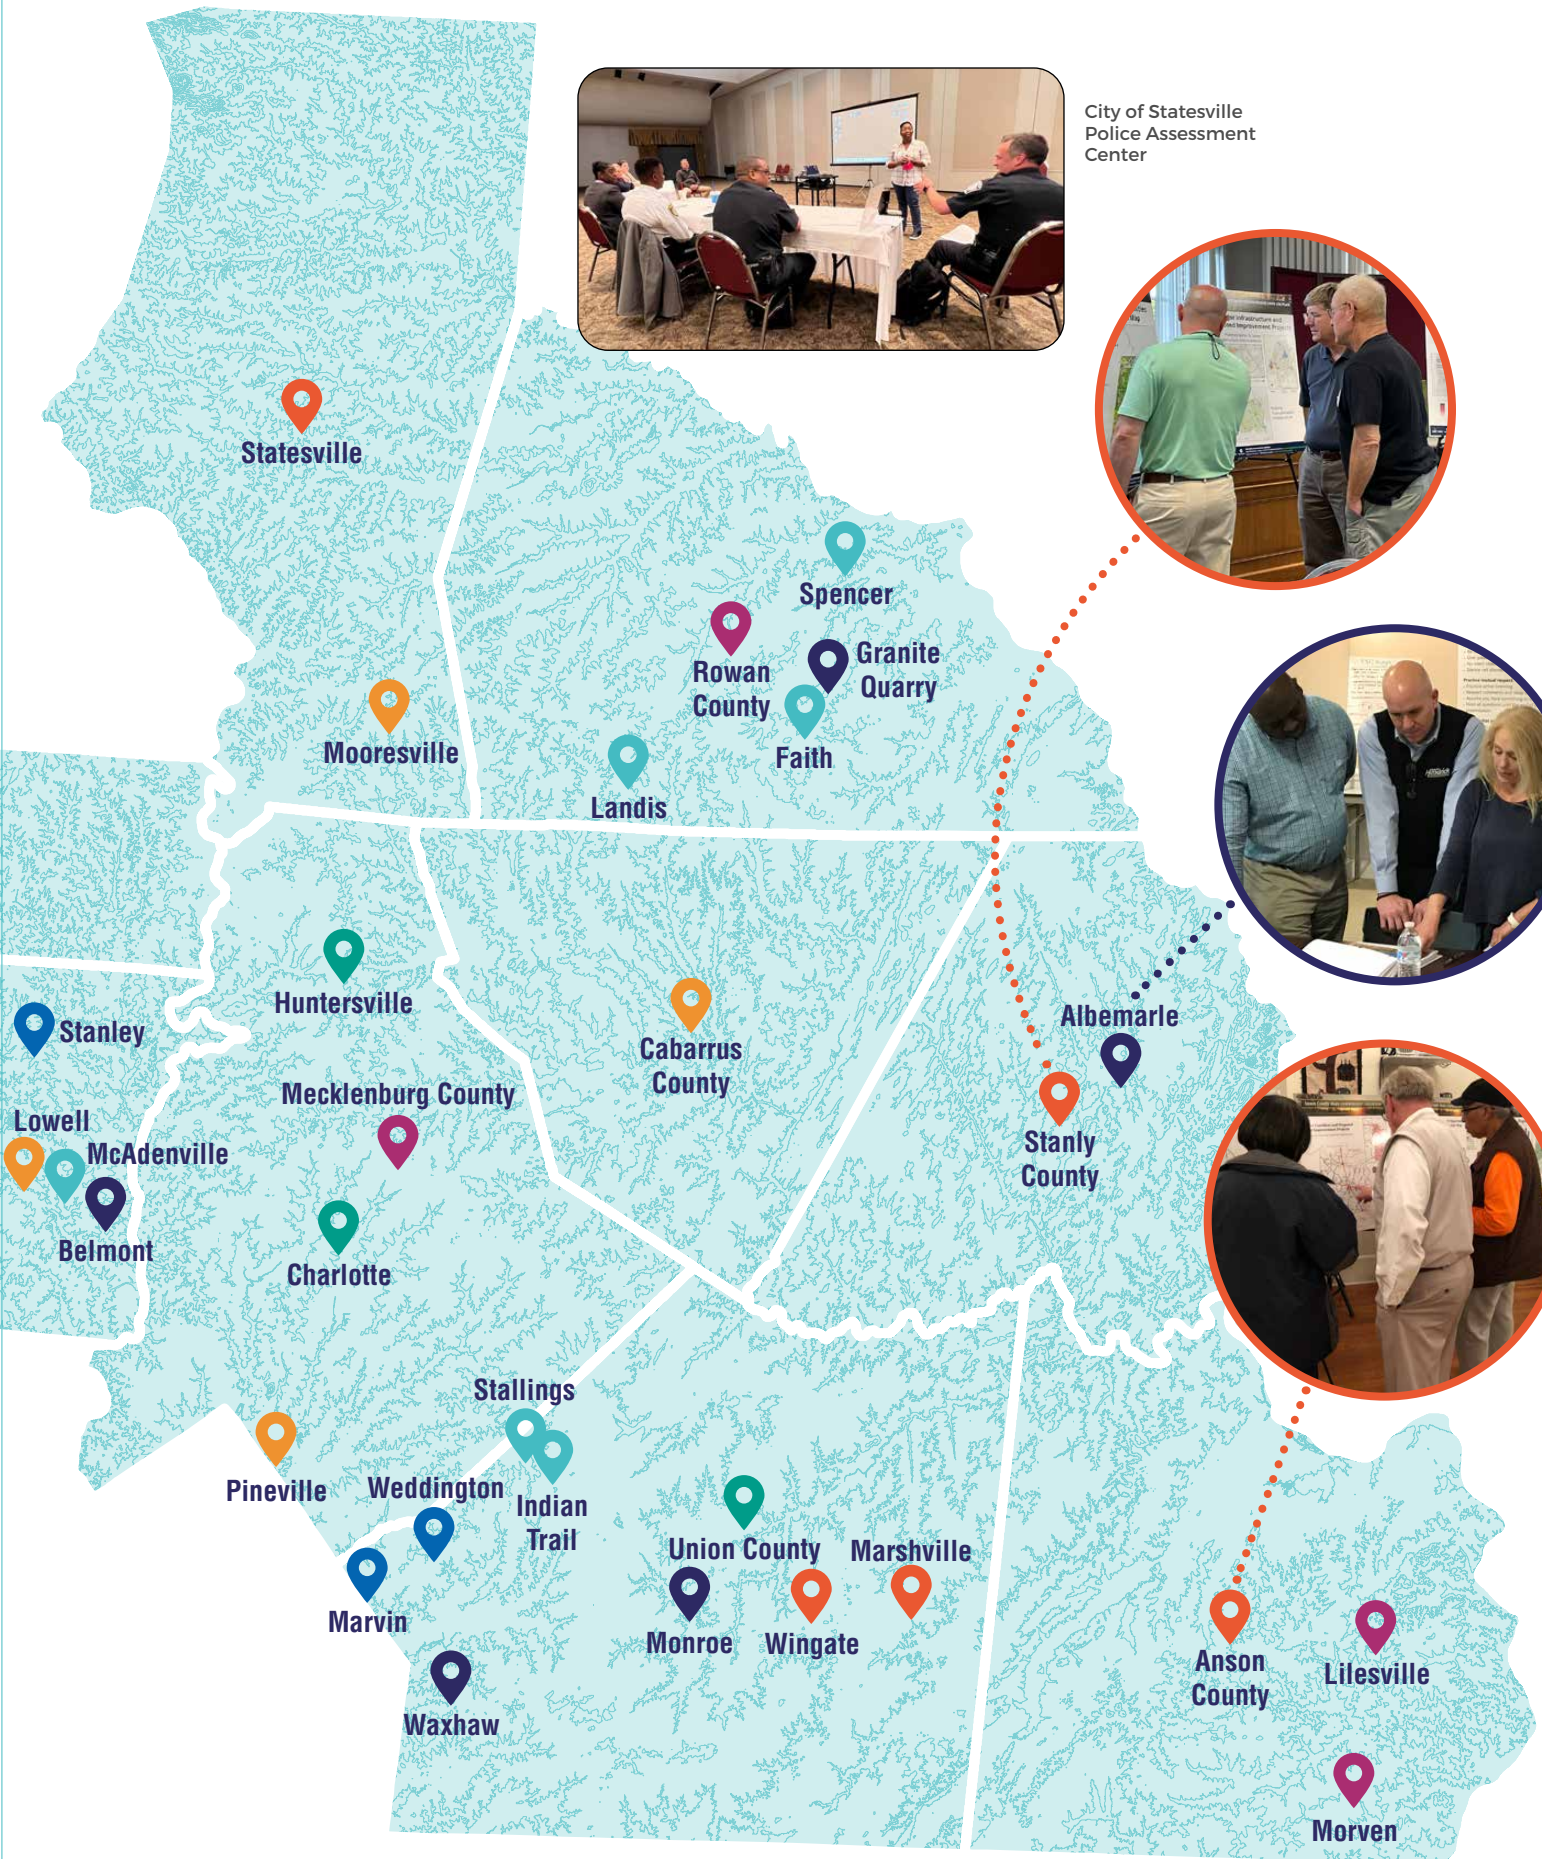 City of Statesville
Police Assessment
Center
Statesville
Spencer
Rowan
County
Granite
Quarry
Faith
Mooresville
Landis
Huntersville
Cabarrus
County
Albemarle
Stanly
County
Stanley
Mecklenburg County
Lowell
McAdenville
Belmont
Charlotte
Stallings
Pineville
Weddington
Indian
Trail
Union County
Marshville
Marvin
Monroe
Wingate
Waxhaw
Anson
County
Lilesville
Morven